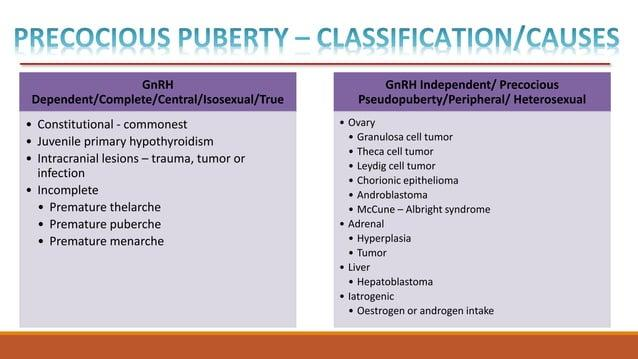 PRECOCIOUS PUBERTY – CLASSIFICATION/CAUSES
GnRH
Dependent/Complete/Central/Isosexual/True
• Constitutional - commonest
• Juvenile primary hypothyroidism
• Intracranial lesions – trauma, tumor or
infection
• Incomplete
• Premature thelarche
• Premature puberche
• Premature menarche
GnRH Independent/ Precocious
Pseudopuberty/Peripheral/ Heterosexual
• Ovary
• Granulosa cell tumor
• Theca cell tumor
• Leydig cell tumor
• Chorionic epithelioma
• Androblastoma
• McCune – Albright syndrome
• Adrenal
• Hyperplasia
• Tumor
• Liver
• Hepatoblastoma
• Iatrogenic
• Oestrogen or androgen intake